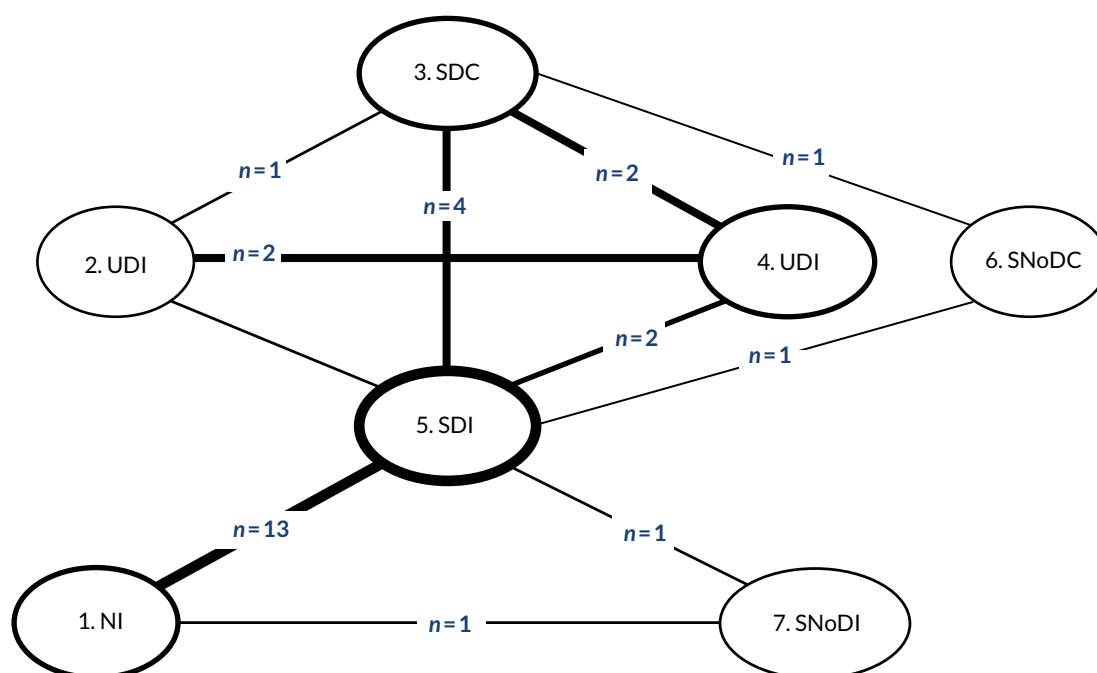 3. SDC
n=1
n=1
n=2
n=4
n=2
2. UDI
4. UDI
6. SNoDC
n=2
n=1
5. SDI
n=13
n=1
1. NI
n=1
7. SNoDI